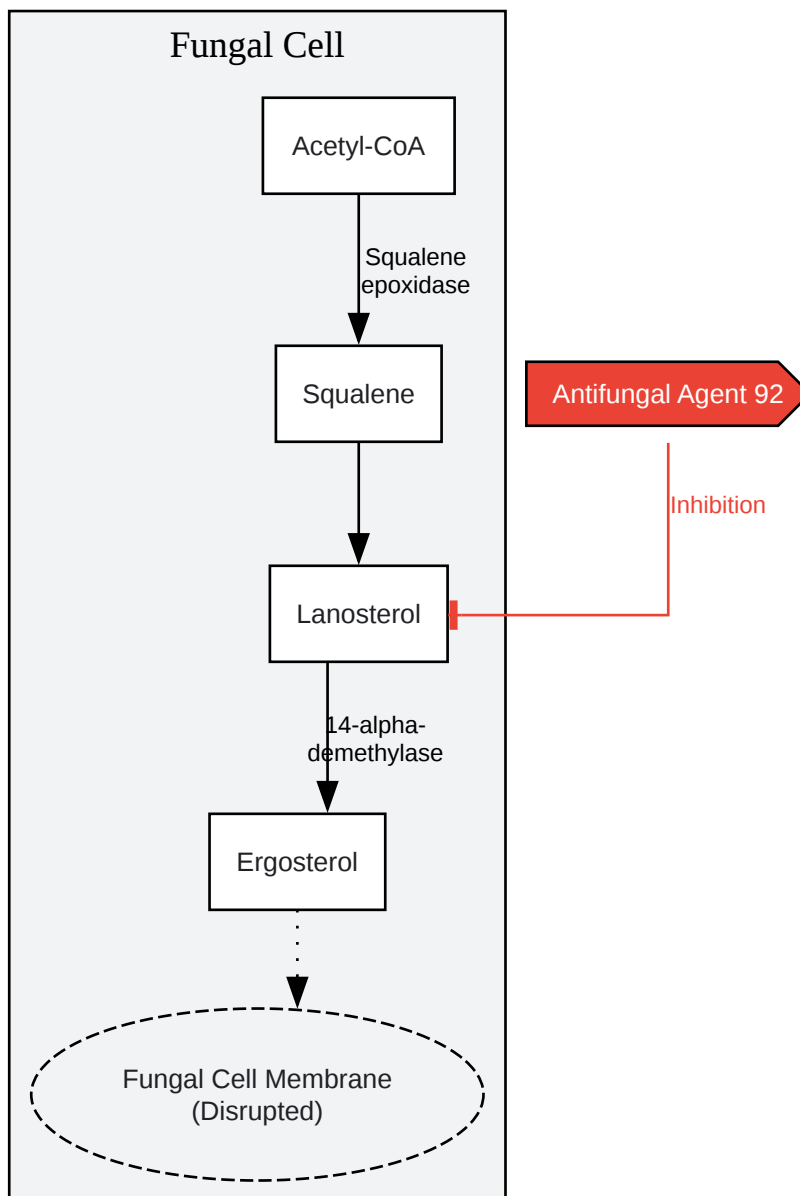 Fungal Cell
Acetyl-CoA
Squalene
epoxidase
Squalene
Antifungal Agent 92
Inhibition
Lanosterol
14-alpha-
demethylase
Ergosterol
Fungal Cell Membrane
(Disrupted)